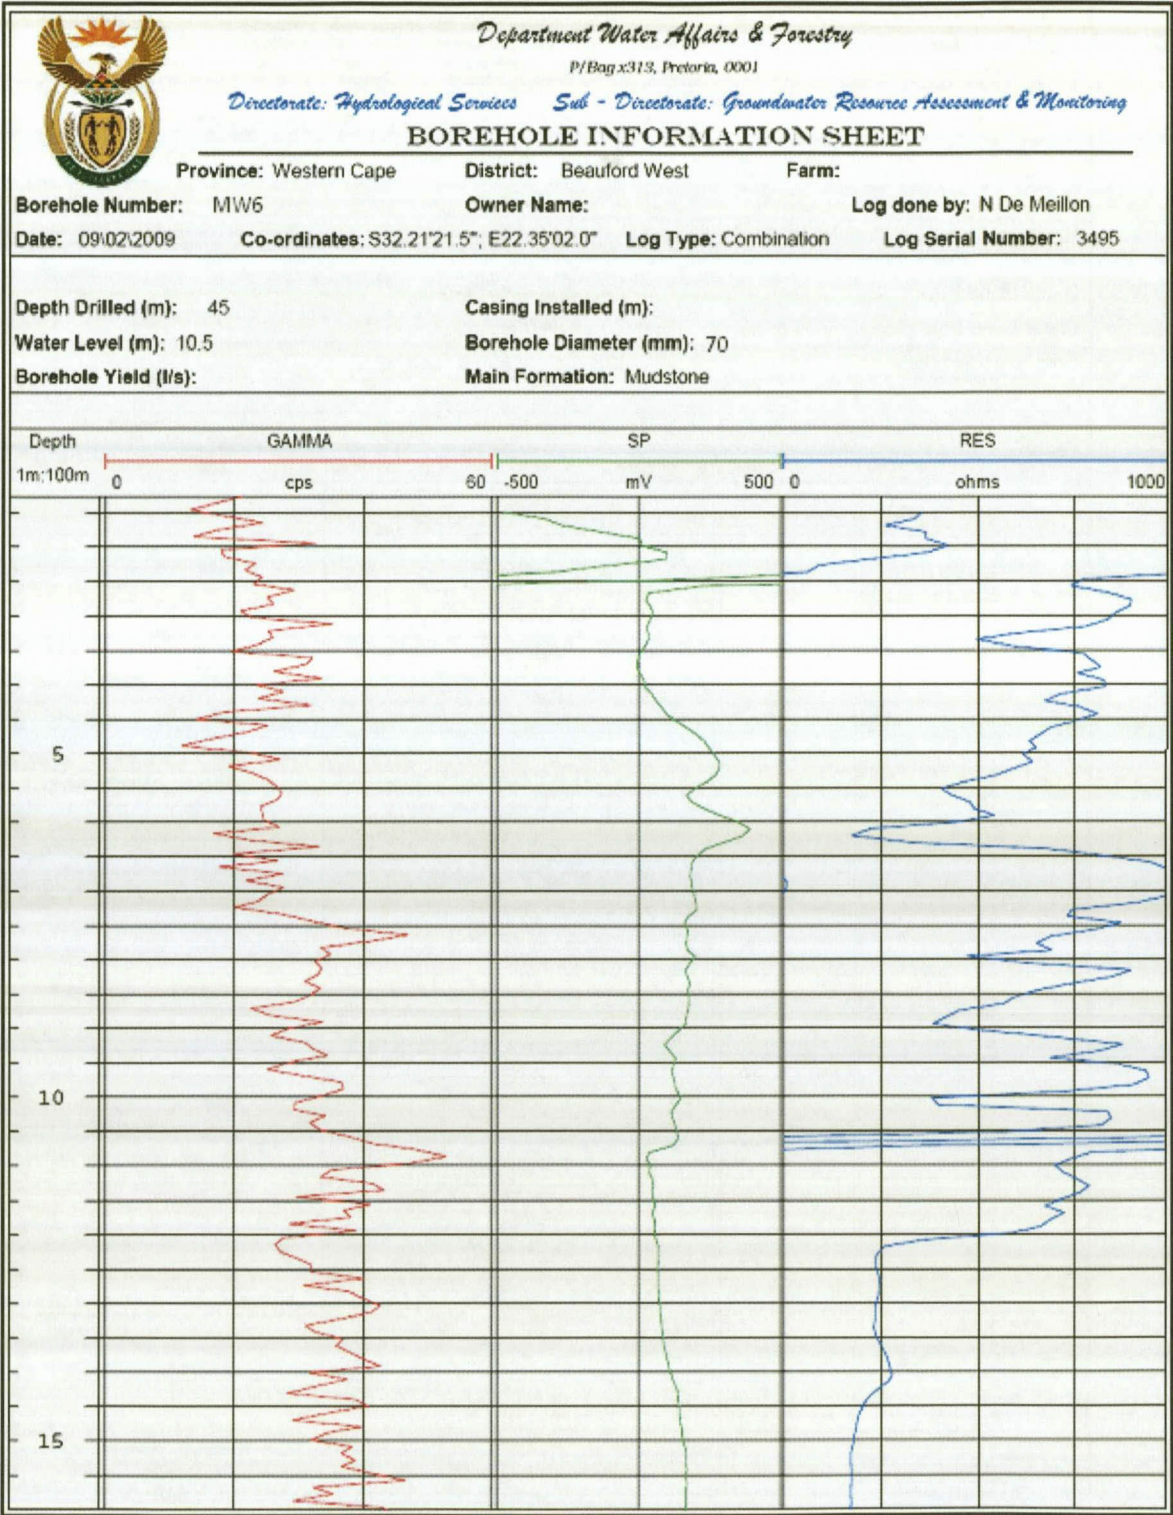 Department Water Affairs & Forestry
P/Bag x313, Pretoria, 0001
Directorate: Hydrological Services Sub - Directorate: Groundwater Resource Assessment & Monitoring
BOREHOLE INFORMATION SHEET
Province: Western Cape District: Beauford West Farm:
Borehole Number: MW6 Owner Name: Log done by: N De Meillon
Date: 09\02\2009 Co-ordinates: S32.21'21.5"; E22.35'02.0" Log Type: Combination Log Serial Number: 3495
Depth Drilled (m): 45 Casing Installed (m):
Water Level (m): 10.5 Borehole Diameter (mm): 70
Borehole Yield (l/s): Main Formation: Mudstone
Depth GAMMA SP RES
1m:100m 0 cps 60 -500 mV 500 0 ohms 1000
5
10
15